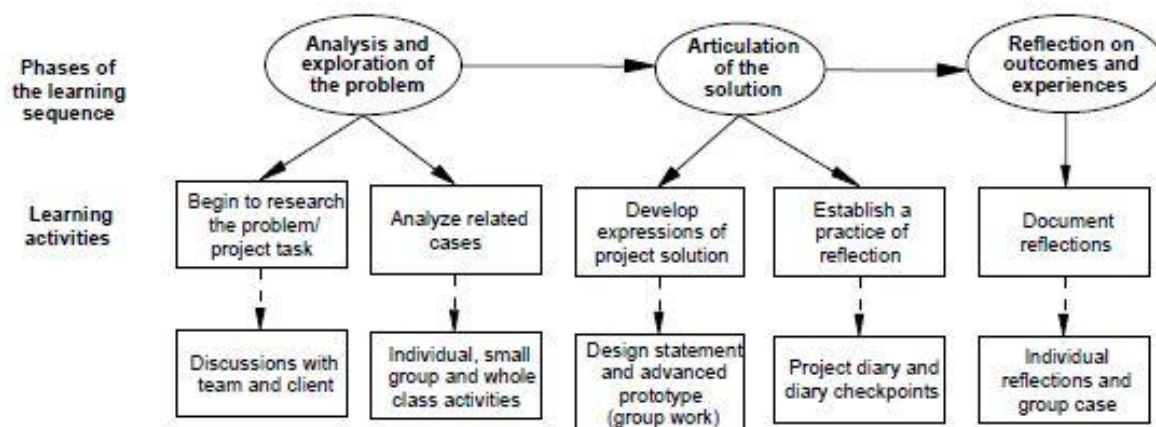 Phases of
the learning
sequence
Analysis and
exploration of
the problem
Articulation
of the
solution
Reflection on
outcomes and
experiences
Learning
activities
Begin to research
the problem/
project task
Analyze related
cases
Develop
expressions of
project solution
Establish a
practice of
reflection
Document
reflections
Discussions with
team and client
Individual, small
group and whole
class activities
Design statement
and advanced
prototype
(group work)
Project diary and
diary checkpoints
Individual
reflections and
group case